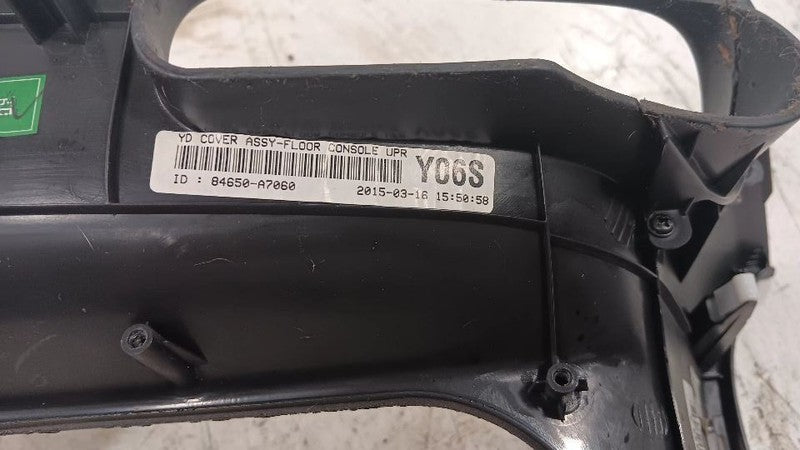 YD COVER ASSY-FLOOR CONSOLE UPR
Y06S
ID : 84650-A7060
2015-03-16 15:50:58